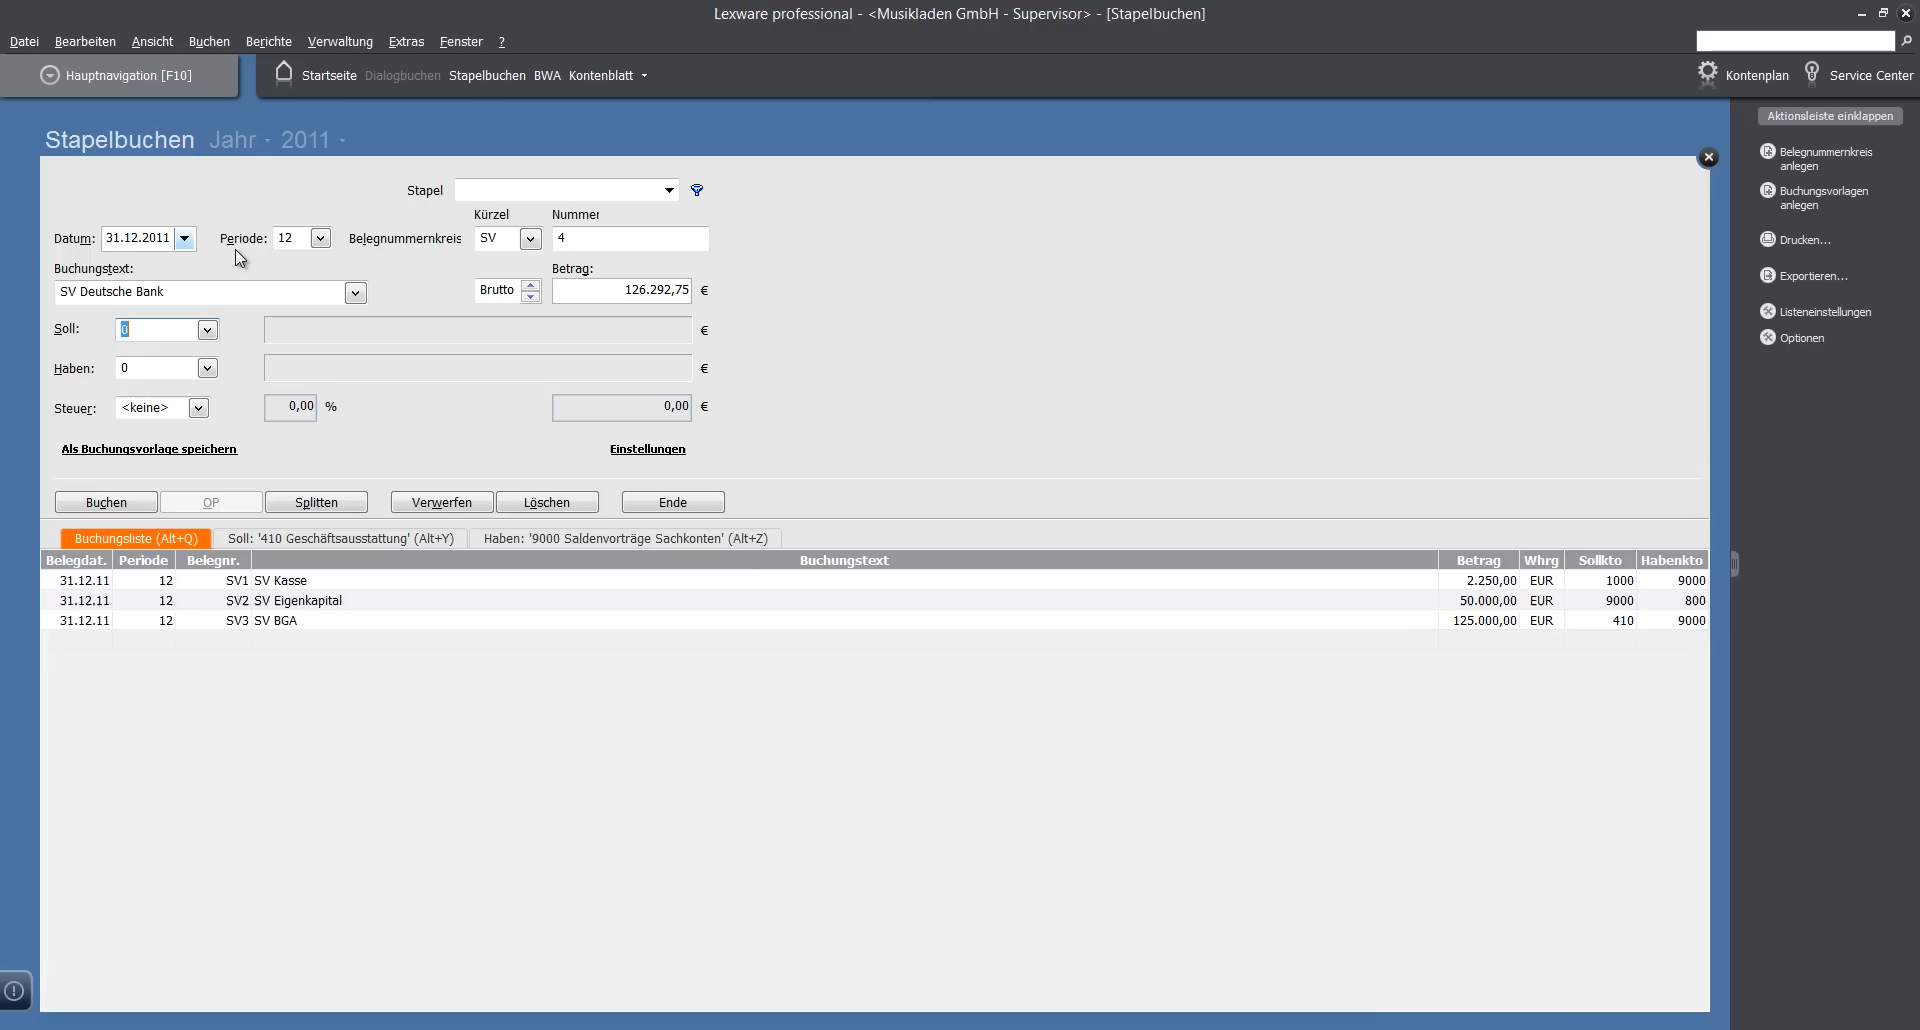 Lexware professional - <Musikladen GmbH - Supervisor> - [Stapelbuchen]
Datei Bearbeiten Ansicht Buchen Berichte Verwaltung Extras Fenster ?
Hauptnavigation [F10] Startseite Dialogbuchen Stapelbuchen BWA Kontenblatt Kontenplan Service Center
Aktionsleiste einklappen
Stapelbuchen Jahr 2011
Belegnummernkreis
anlegen
Buchungsvorlagen
anlegen
Drucken...
Exportieren...
Listeneinstellungen
Optionen
Stapel
Kürzel Nummer
Datum: 31.12.2011 Periode: 12 Belegnummernkreis SV 4
Buchungstext: Betrag:
SV Deutsche Bank Brutto 126.292,75 €
Soll: 0 €
Haben: 0 €
Steuer: <keine> 0,00 % 0,00 €
Als Buchungsvorlage speichern Einstellungen
Buchen OP Splitten Verwerfen Löschen Ende
Buchungsliste (Alt+Q) Soll: '410 Geschäftsausstattung' (Alt+Y) Haben: '9000 Saldenvorträge Sachkonten' (Alt+Z)
Belegdat. Periode Belegnr. Buchungstext Betrag Whrg Sollkto Habenkto
31.12.11 12 SV1 SV Kasse 2.250,00 EUR 1000 9000
31.12.11 12 SV2 SV Eigenkapital 50.000,00 EUR 9000 800
31.12.11 12 SV3 SV BGA 125.000,00 EUR 410 9000